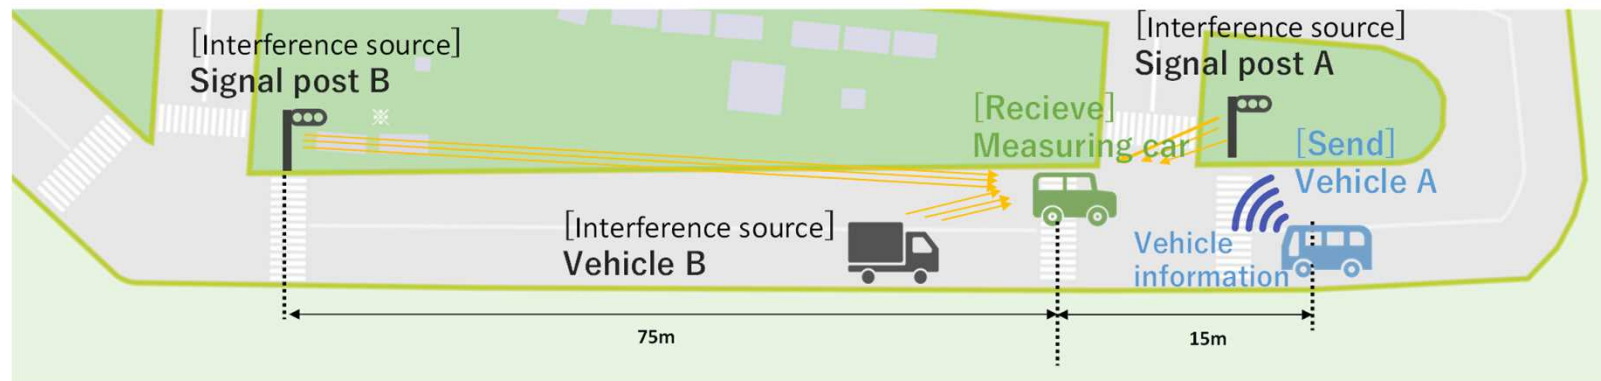 [Interference source]
Signal post B
※
[Interference source]
Signal post A
[Recieve]
Measuring car
[Send]
Vehicle A
[Interference source]
Vehicle B
Vehicle
information
75m
15m